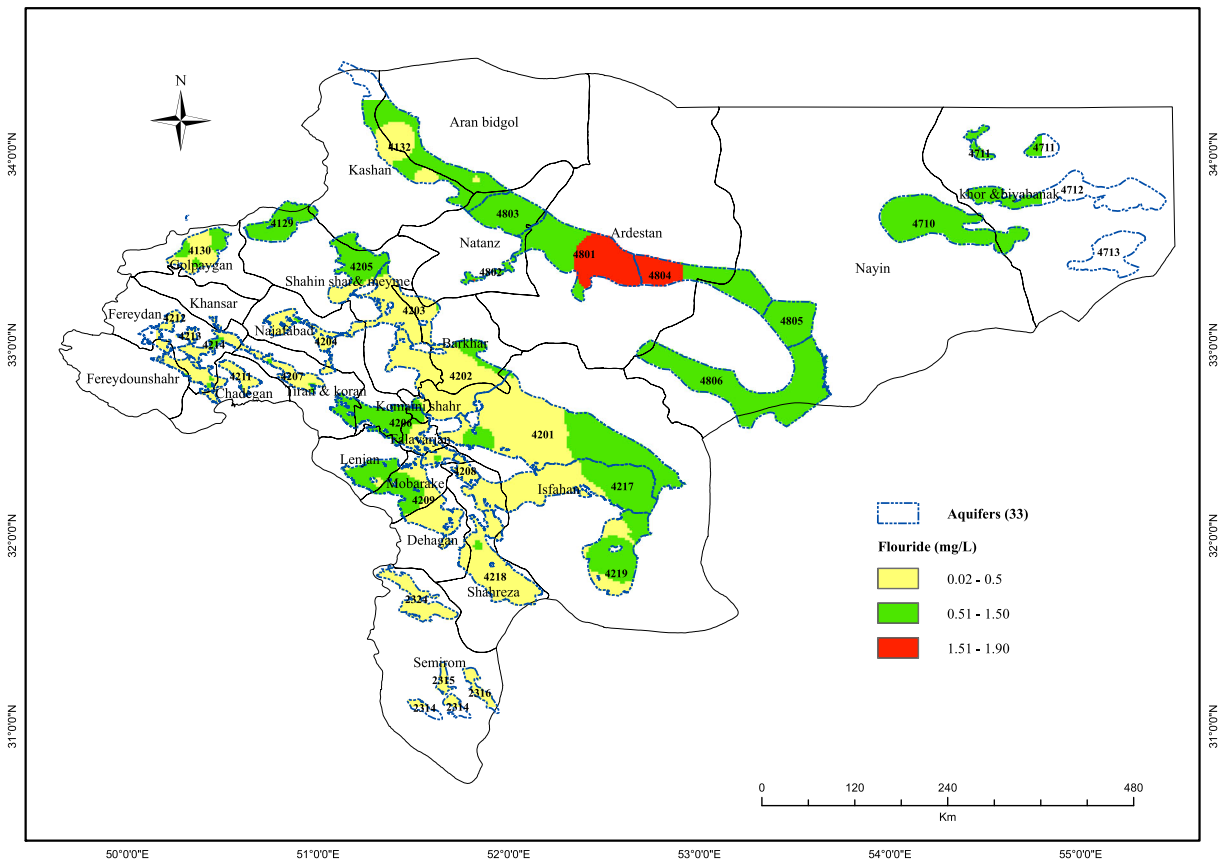 N
Aran bidgol
4132
Kashan
4711
4711
khor &biyabanak
4712
4129
4803
Ardestan
4710
4130
Golpaygan
Natanz
4801
4804
4713
4205
4802
Nayin
Shahin shar& meyme
Khansar
Fereydan
4212
4203
4805
4213
Najafabad
4204
4214
Barkhar
Fereydounshahr
4211
4207
4202
4806
Chadegan
Tiran & koran
Komeini shahr
4206
4201
Falavarjan
Lenjan
4208
Mobarake
Isfahan
4217
4209
Dehagan
4218
4219
Shahreza
2324
Semirom
2315
2316
2314
2314
Aquifers (33)
Flouride (mg/L)
0.02 - 0.5
0.51 - 1.50
1.51 - 1.90
0
120
240
480
Km
34°0'0"N
33°0'0"N
32°0'0"N
31°0'0"N
34°0'0"N
33°0'0"N
32°0'0"N
31°0'0"N
50°0'0"E
51°0'0"E
52°0'0"E
53°0'0"E
54°0'0"E
55°0'0"E